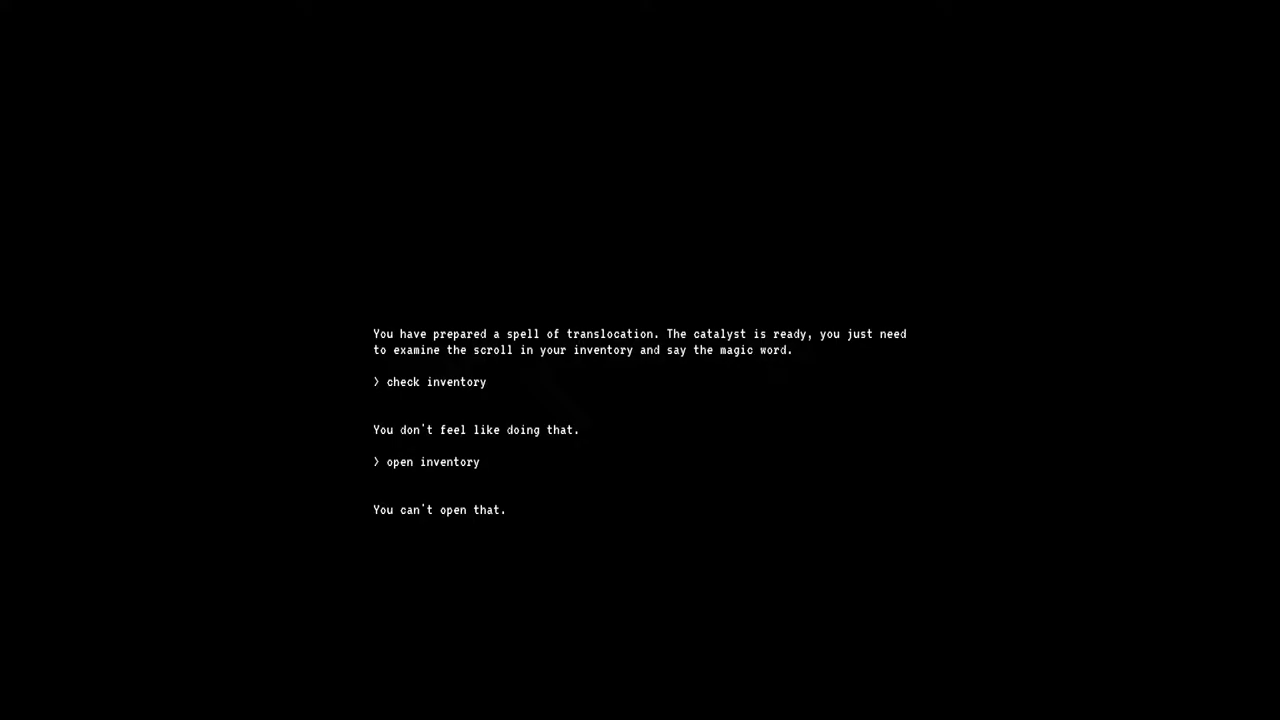 You have prepared a spell of translocation. The catalyst is ready, you just need
to examine the scroll in your inventory and say the magic word.
> check inventory
You don't feel like doing that.
> open inventory
You can't open that.